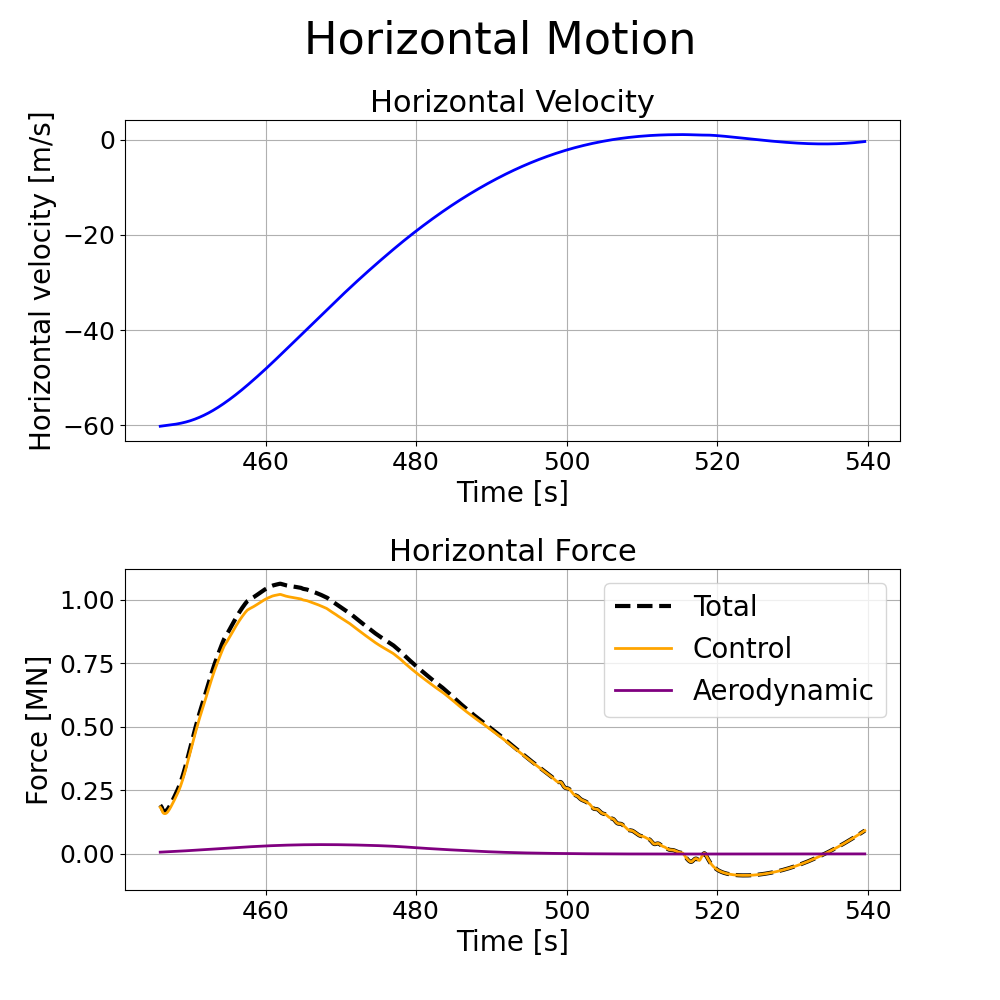 Horizontal Motion
Horizontal Velocity
Horizontal velocity [m/s]
0
−20
−40
−60
460 480 500 520 540
Time [s]
Horizontal Force
Force [MN]
1.00
0.75
0.50
0.25
0.00
Total
Control
Aerodynamic
460 480 500 520 540
Time [s]